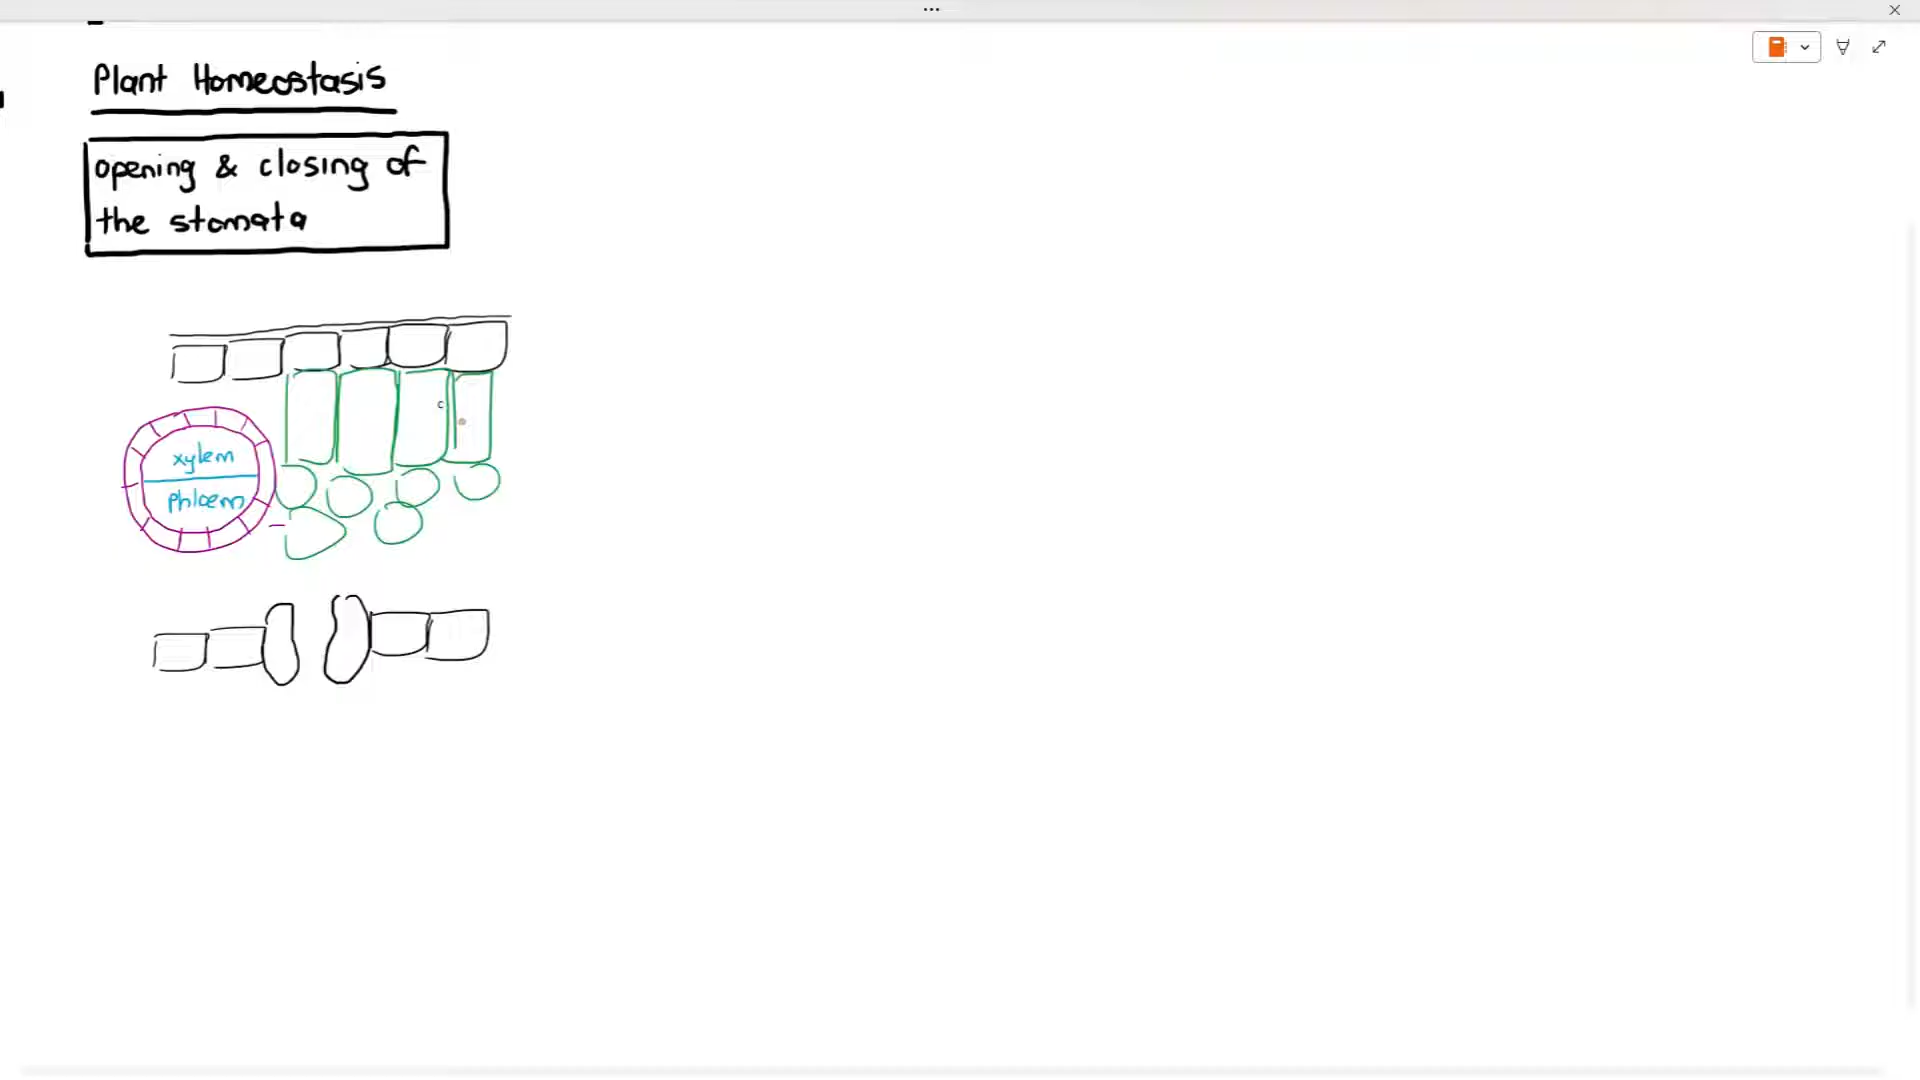 Plant Homeostasis
opening & closing of
the stomata
c
xylem
Phloem